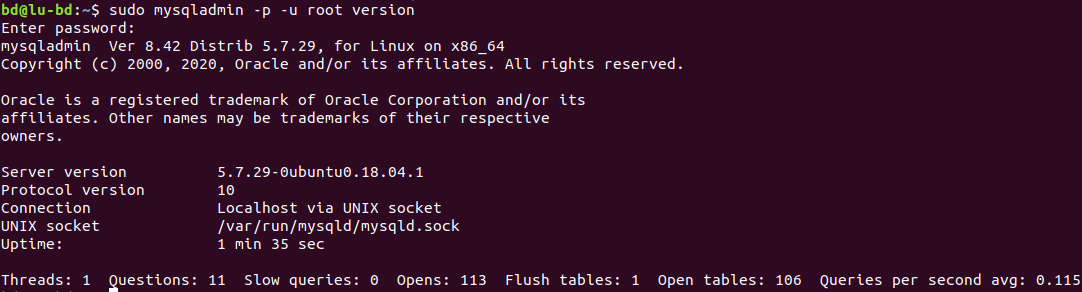 bd@lu-bd:~$ sudo mysqladmin -p -u root version
Enter password:
mysqladmin  Ver 8.42 Distrib 5.7.29, for Linux on x86_64
Copyright (c) 2000, 2020, Oracle and/or its affiliates. All rights reserved.

Oracle is a registered trademark of Oracle Corporation and/or its
affiliates. Other names may be trademarks of their respective
owners.

Server version          5.7.29-0ubuntu0.18.04.1
Protocol version        10
Connection              Localhost via UNIX socket
UNIX socket             /var/run/mysqld/mysqld.sock
Uptime:                 1 min 35 sec

Threads: 1  Questions: 11  Slow queries: 0  Opens: 113  Flush tables: 1  Open tables: 106  Queries per second avg: 0.115